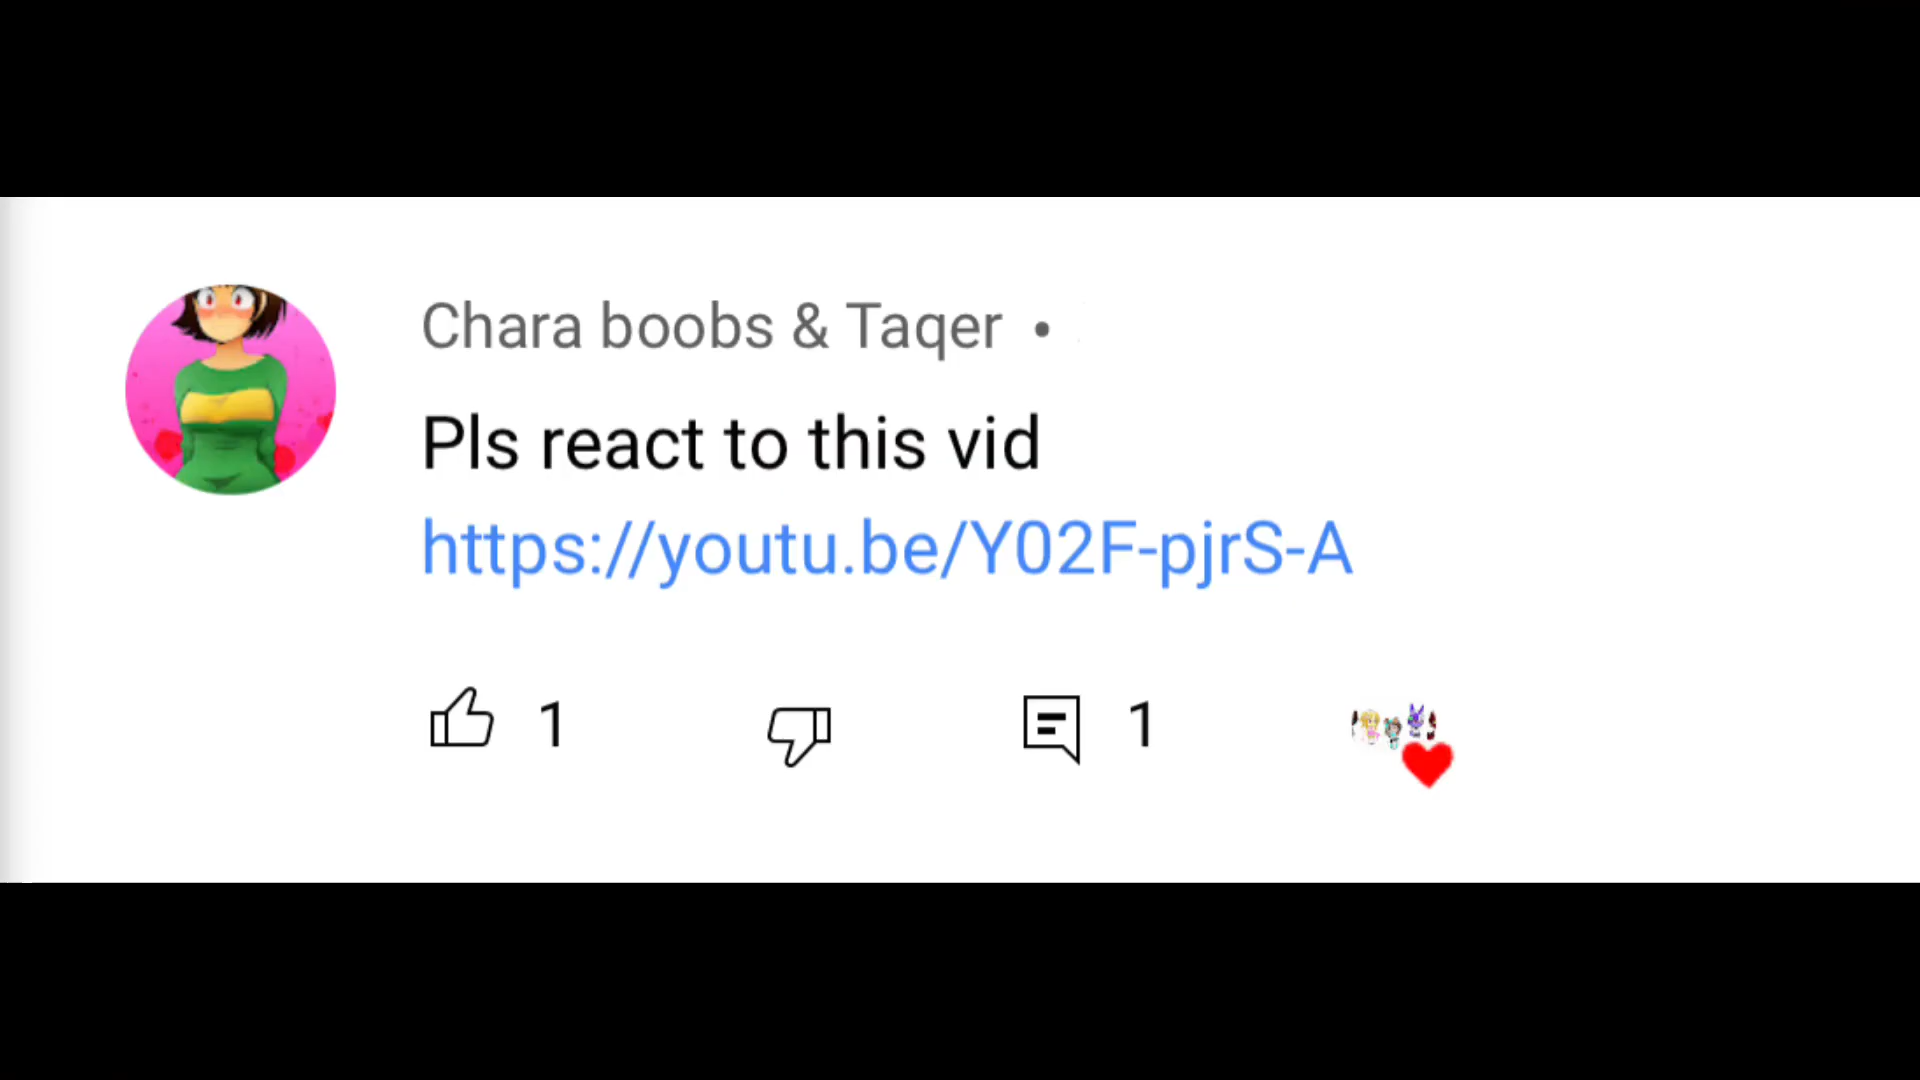 Chara boobs & Taqer •
Pls react to this vid
https://youtu.be/Y02F-pjrS-A
1
1